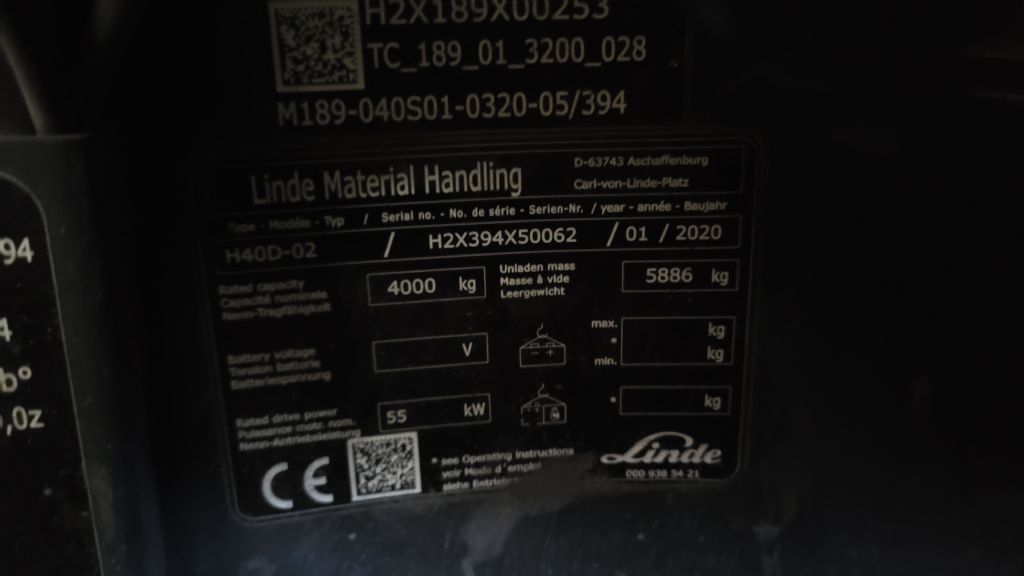 H2X189X00253
TC_189_01_3200_028
M189-040S01-0320-05/394
Linde Material Handling
D-63743 Aschaffenburg
Carl-von-Linde-Platz
Type - Modèle - Typ / Serial no. - No. de série - Serien-Nr. / year - année - Baujahr
H40D-02 / H2X394X50062 / 01 / 2020
Rated capacity
Capacité nominale
Nenn-Tragfähigkeit
4000 kg
Unladen mass
Masse à vide
Leergewicht
5886 kg
Battery voltage
Tension batterie
Batteriespannung
V
max. kg
•
min. kg
Rated drive power
Puissance motr. nom.
Nenn-Antriebsleistung
55 kW
• kg
CE
* see Operating instructions
voir Mode d'emploi
siehe
Linde
000 938 54 21
94
4
b°
,0z